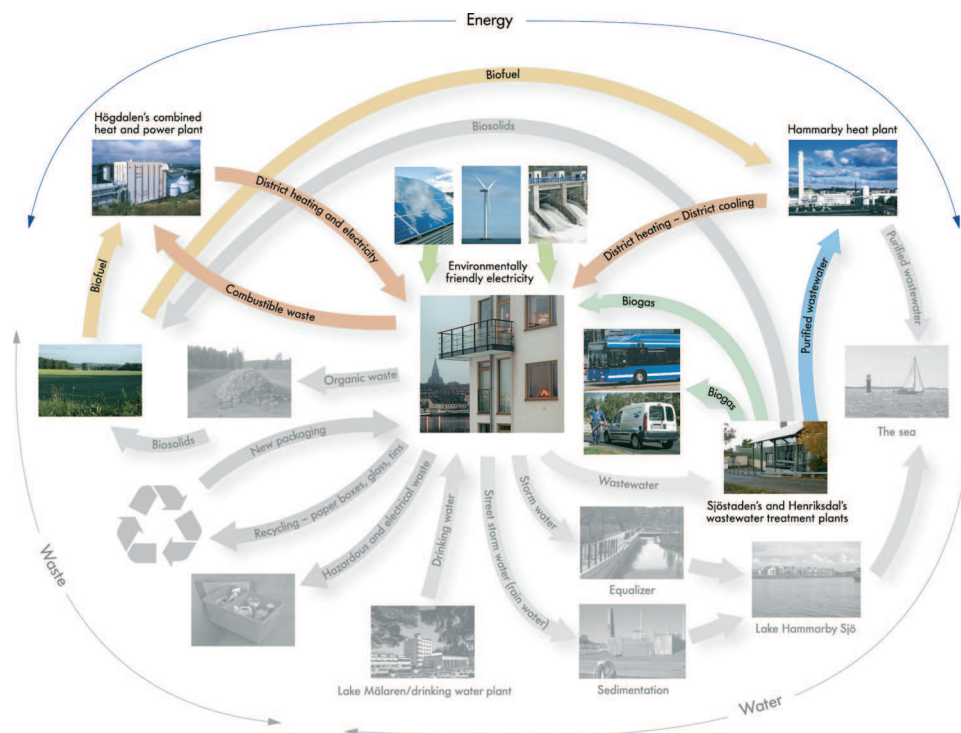 Energy
Biofuel
Högdalen's combined
heat and power plant
Biosolids
Hammarby heat plant
District heating and electricity
District heating – District cooling
Environmentally
friendly electricity
Biofuel
Combustible waste
Biogas
Purified wastewater
Purified wastewater
Organic waste
Biogas
The sea
Biosolids
New packaging
Wastewater
Sjöstaden's and Henriksdal's
wastewater treatment plants
Recycling – paper boxes, glass, tins
Hazardous and electrical waste
Drinking water
Storm
water
Street storm water (rain water)
Waste
Equalizer
Lake Hammarby Sjö
Lake Mälaren/drinking water plant
Sedimentation
Water